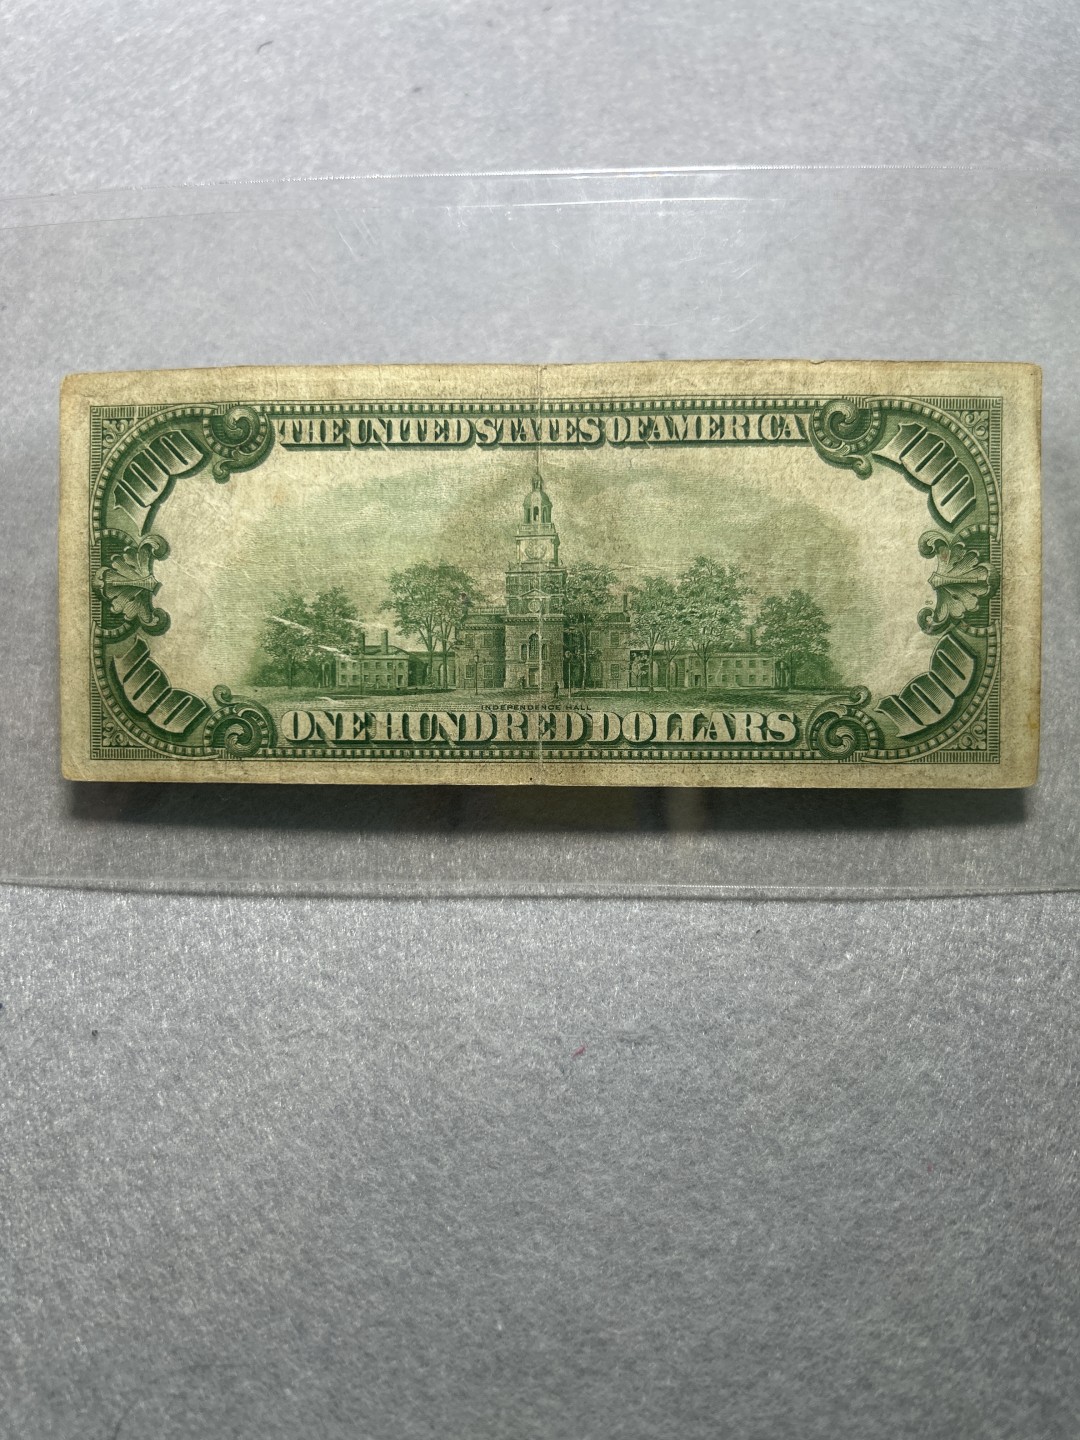 THE UNITED STATES OF AMERICA
100 100
INDEPENDENCE HALL
100 100
ONE HUNDRED DOLLARS